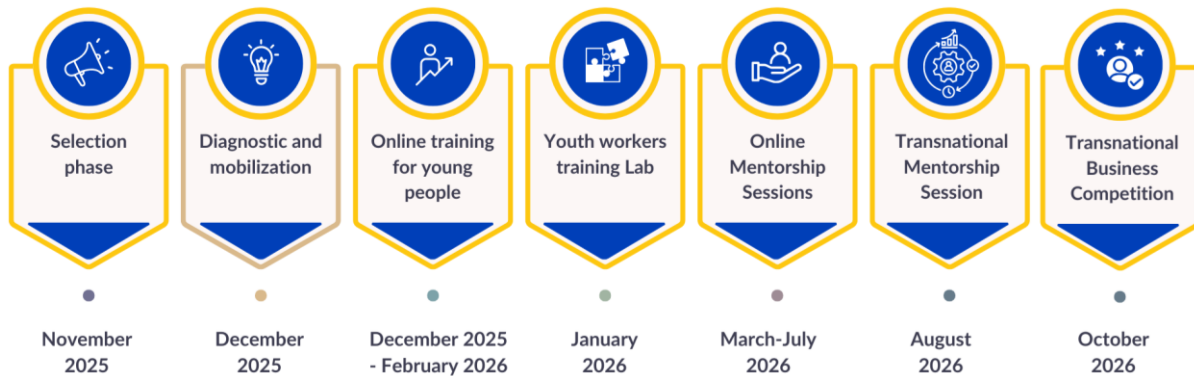 Selection
phase
Diagnostic and
mobilization
Online training
for young
people
Youth workers
training Lab
Online
Mentorship
Sessions
Transnational
Mentorship
Session
Transnational
Business
Competition
November
2025
December
2025
December 2025
- February 2026
January
2026
March-July
2026
August
2026
October
2026